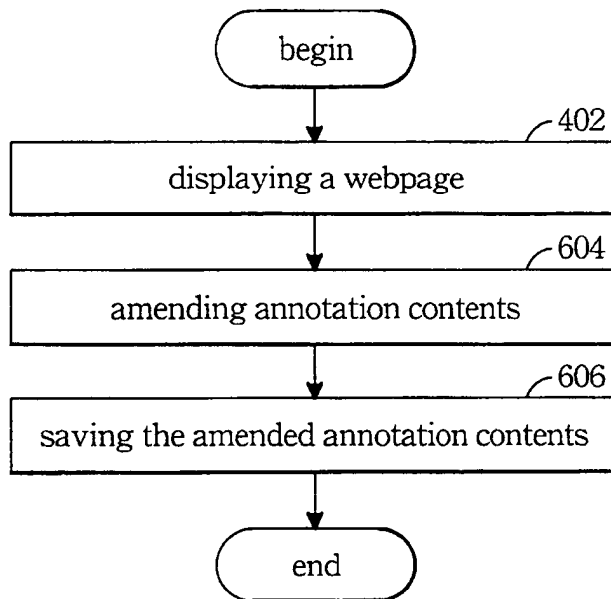 begin
402
displaying a webpage
604
amending annotation contents
606
saving the amended annotation contents
end